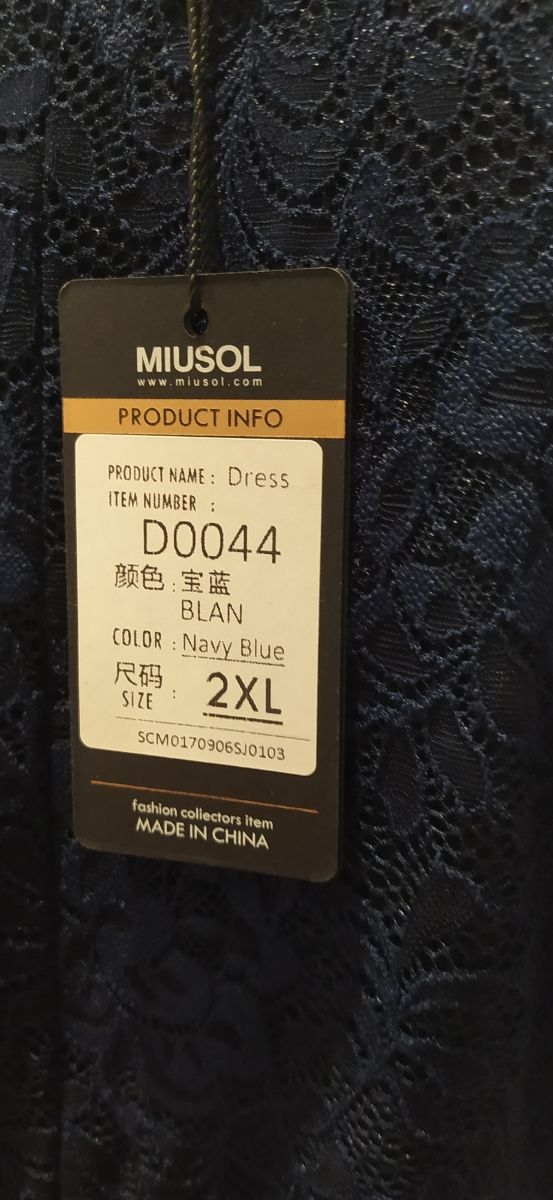 MIUSOL
www.miusol.com
PRODUCT INFO
PRODUCT NAME : Dress
ITEM NUMBER :
D0044
颜色 : 宝蓝
BLAN
COLOR : Navy Blue
尺码
SIZE : 2XL
SCM0170906SJ0103
fashion collectors item
MADE IN CHINA